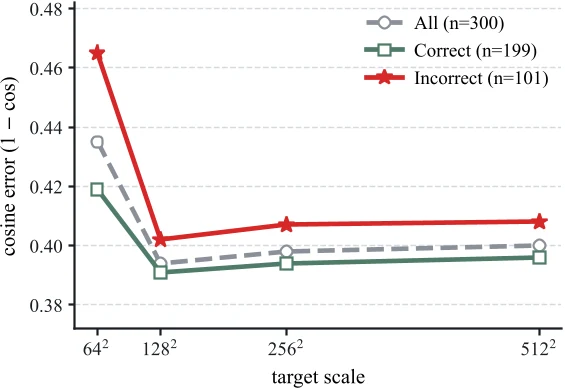 0.48
0.46
0.44
0.42
0.40
0.38
cosine error (1 − cos)
All (n=300)
Correct (n=199)
Incorrect (n=101)
64² 128² 256² 512²
target scale